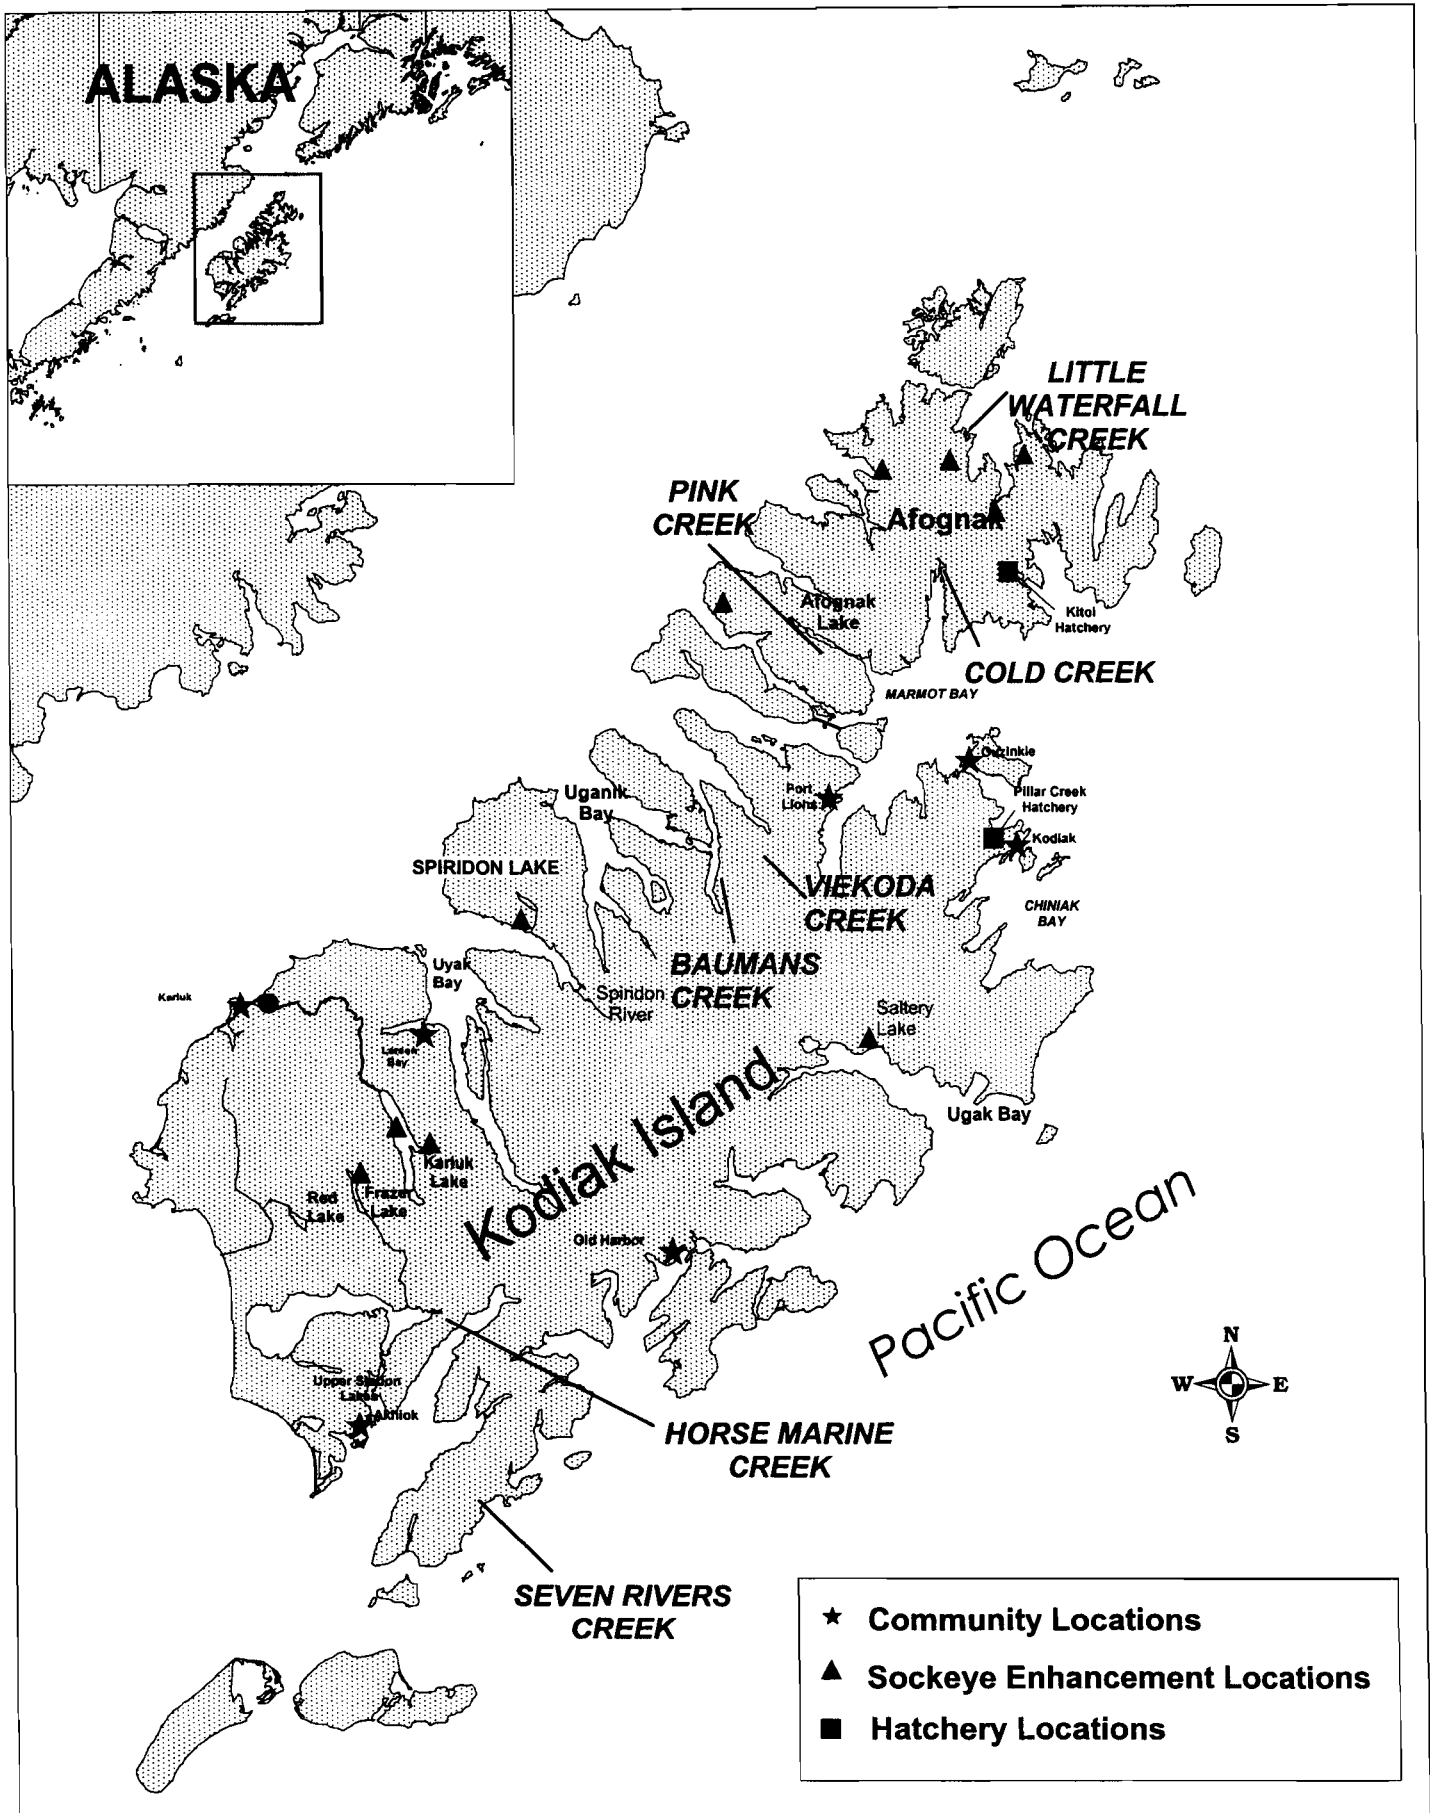 ALASKA
LITTLE
WATERFALL
CREEK
PINK
CREEK
Afognak
Afognak
Lake
Kitoi
Hatchery
COLD CREEK
MARMOT BAY
Ouzinkie
Pillar Creek
Hatchery
Port
Lions
Kodiak
Uganik
Bay
SPIRIDON LAKE
VIEKODA
CREEK
CHINIAK
BAY
BAUMANS
CREEK
Uyak
Bay
Spiridon
River
Karluk
Saltery
Lake
Larsen
Bay
Kodiak Island
Ugak Bay
Karluk
Lake
Red
Lake
Frazer
Lake
Old Harbor
Pacific Ocean
N
W
E
S
Upper Station
Lakes
Akhiok
HORSE MARINE
CREEK
SEVEN RIVERS
CREEK
Community Locations
Sockeye Enhancement Locations
Hatchery Locations